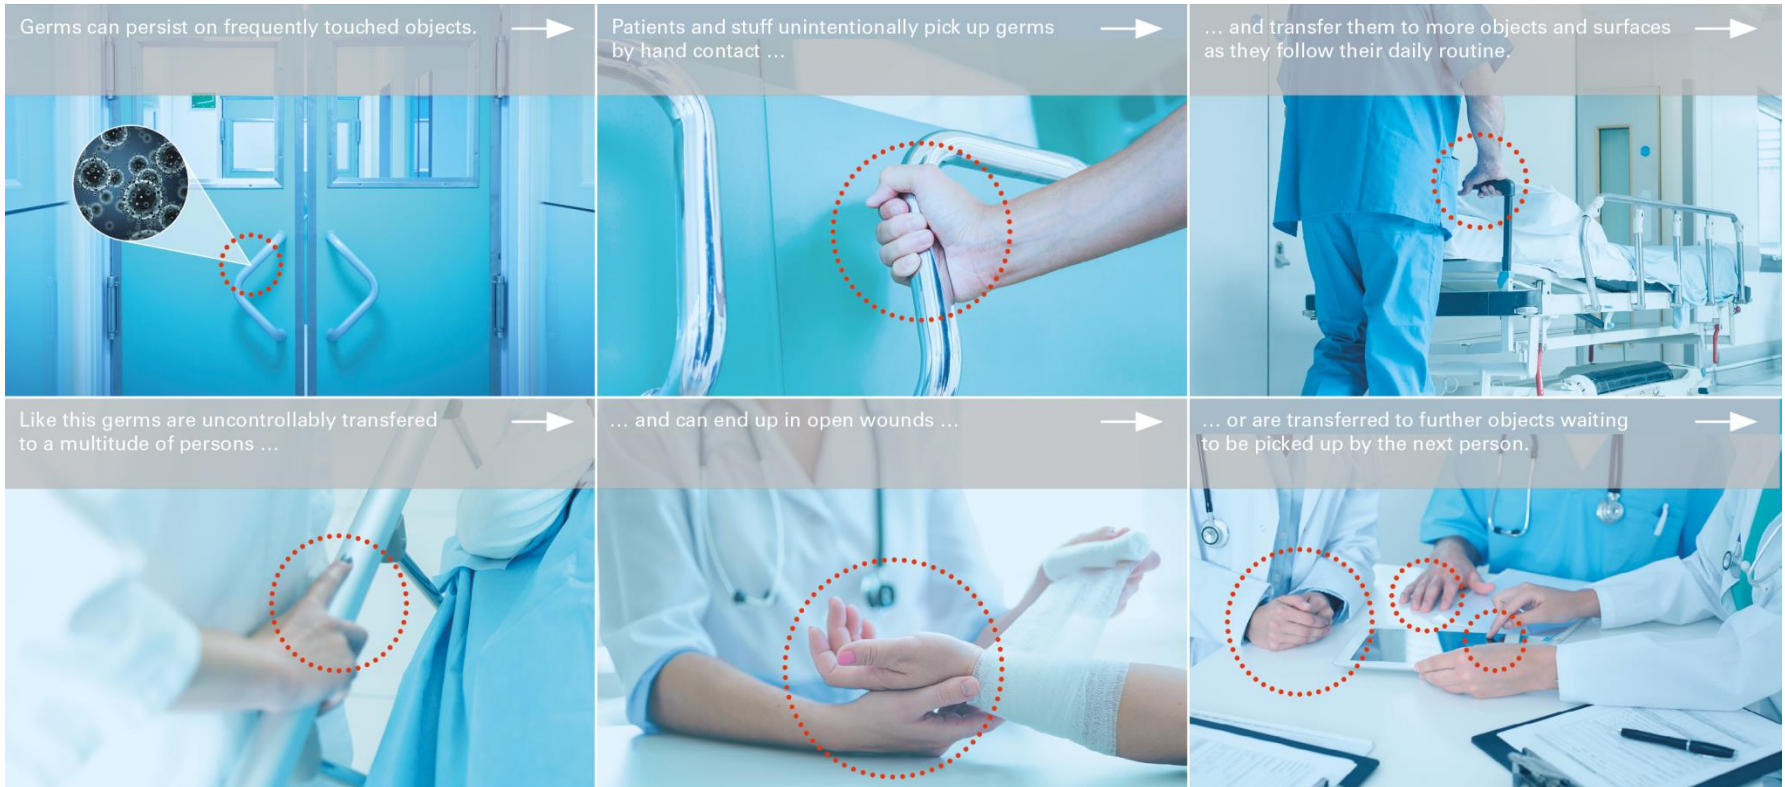 Germs can persist on frequently touched objects.
Patients and stuff unintentionally pick up germs
by hand contact ...
... and transfer them to more objects and surfaces
as they follow their daily routine.
Like this germs are uncontrollably transfered
to a multitude of persons ...
... and can end up in open wounds ...
... or are transferred to further objects waiting
to be picked up by the next person.